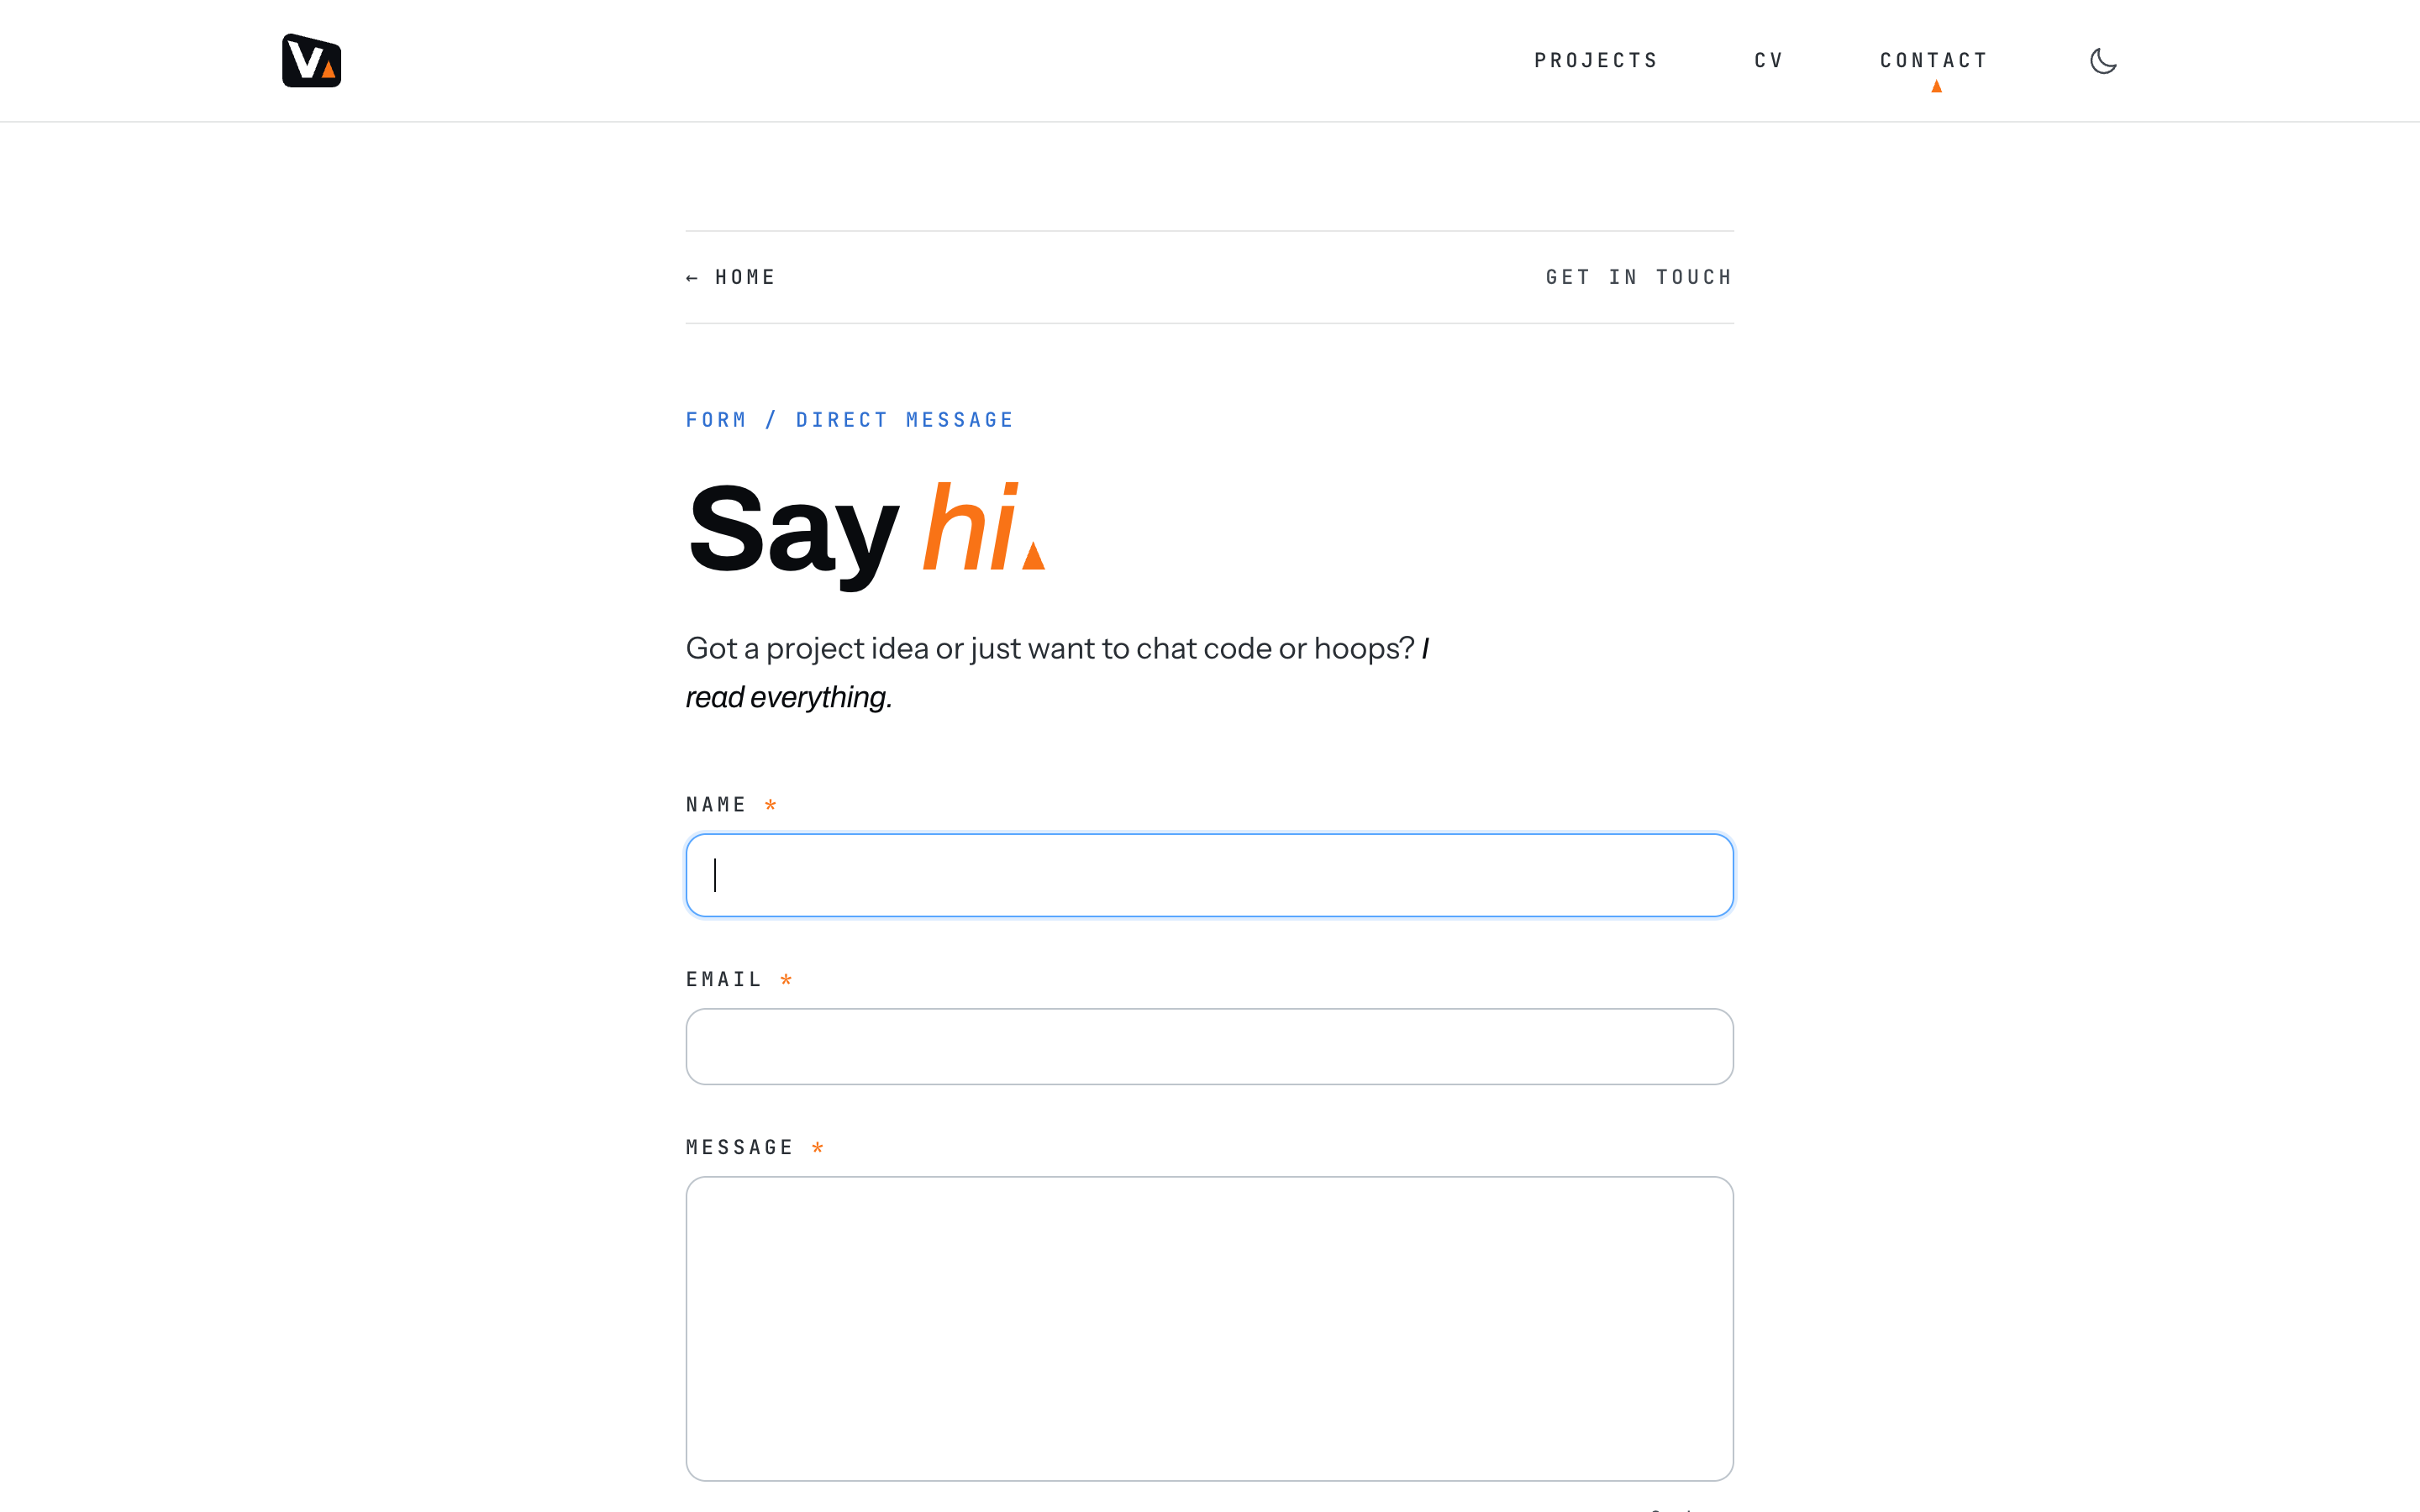 VA
PROJECTS
CV
CONTACT
← HOME
GET IN TOUCH
FORM / DIRECT MESSAGE
Say hi
Got a project idea or just want to chat code or hoops? I
read everything.
NAME *
EMAIL *
MESSAGE *